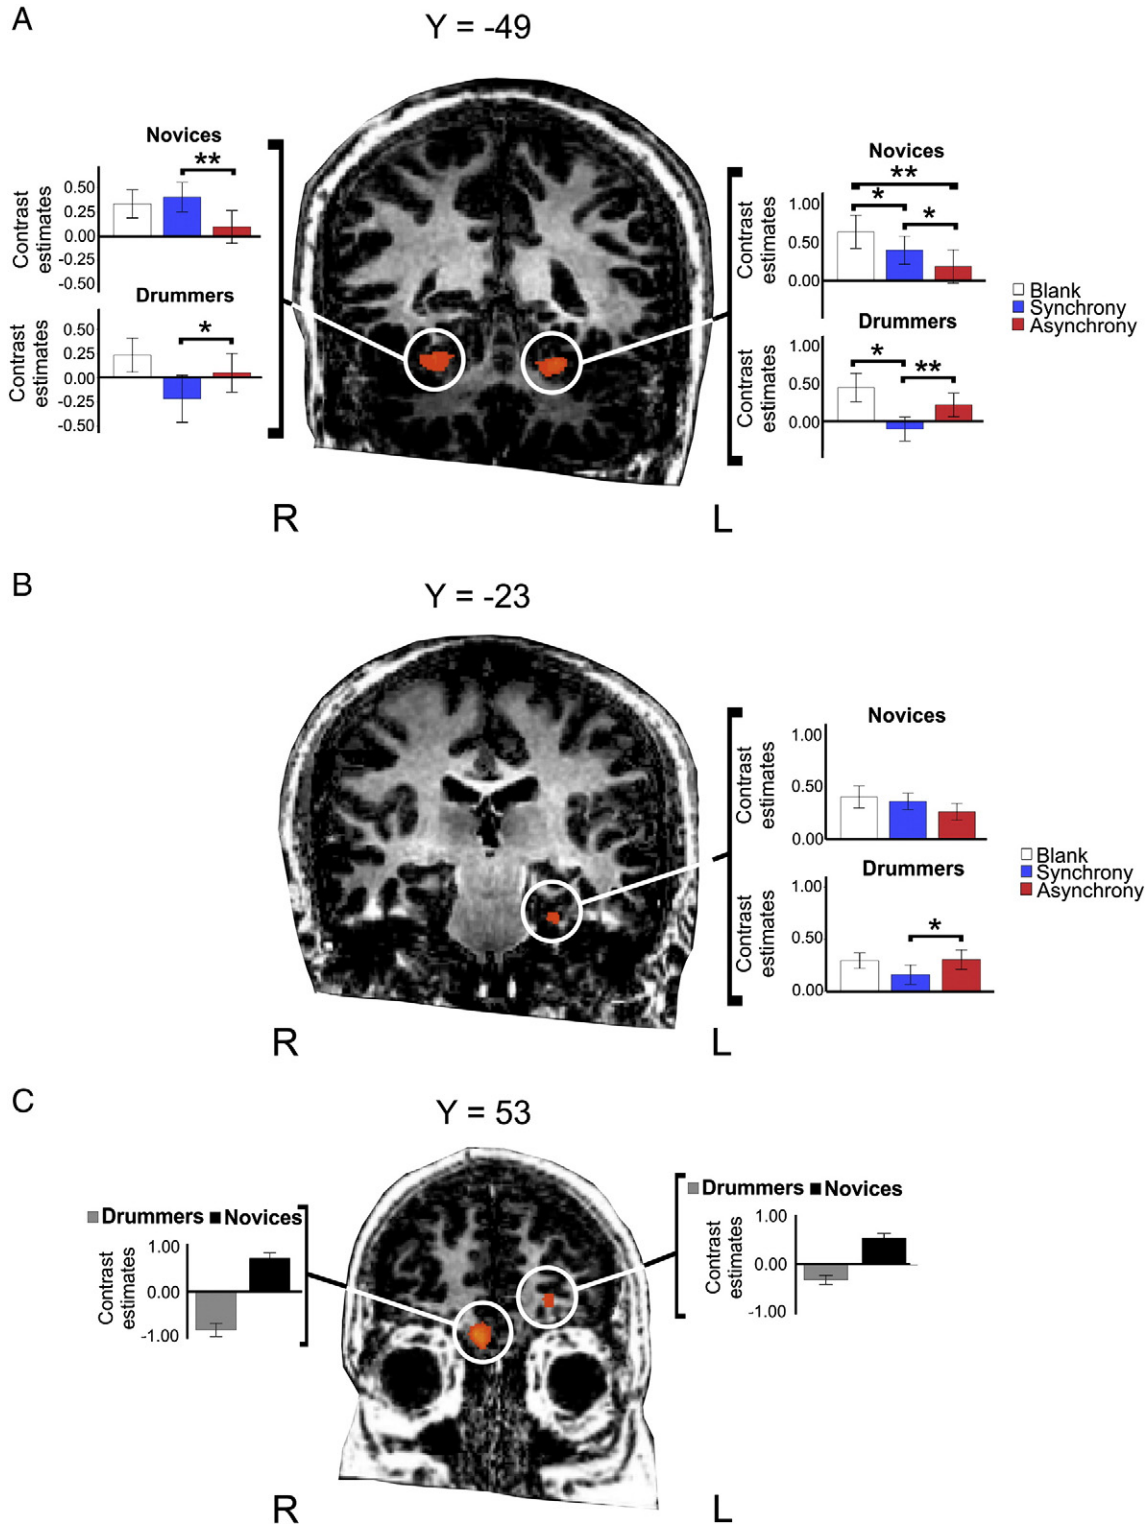 A
Y = -49
Novices
**
0.50
0.25
0.00
-0.25
-0.50
Contrast
estimates
Drummers
*
0.50
0.25
0.00
-0.25
-0.50
Contrast
estimates
Novices
**
*
*
1.00
0.50
0.00
Contrast
estimates
Drummers
*
**
1.00
0.50
0.00
Contrast
estimates
Blank
Synchrony
Asynchrony
R
L
B
Y = -23
Novices
1.00
0.50
0.00
Contrast
estimates
Drummers
*
1.00
0.50
0.00
Contrast
estimates
Blank
Synchrony
Asynchrony
R
L
C
Y = 53
Drummers Novices
1.00
0.00
-1.00
Contrast
estimates
Drummers Novices
1.00
0.00
-1.00
Contrast
estimates
R
L